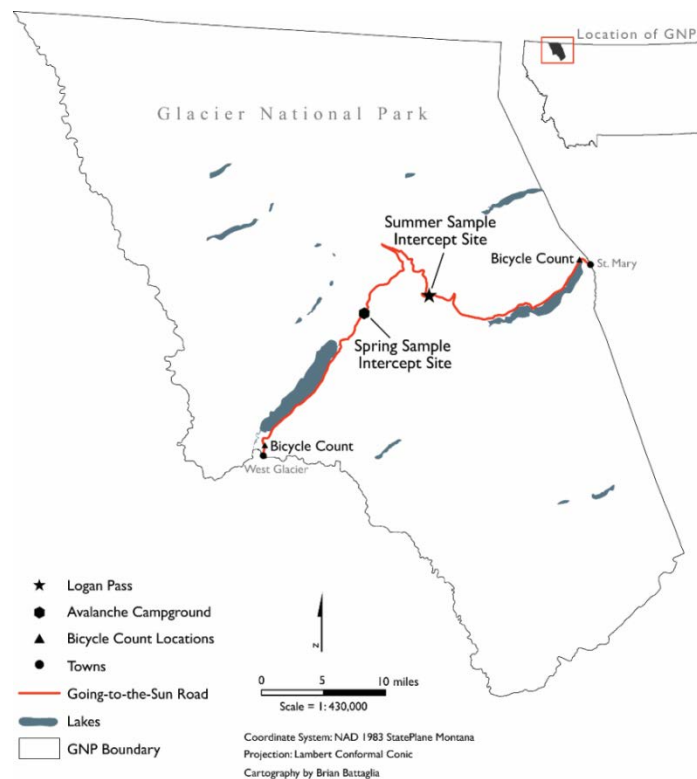 Location of GNP
Glacier National Park
Summer Sample
Intercept Site
Bicycle Count
St. Mary
Spring Sample
Intercept Site
Bicycle Count
West Glacier
Logan Pass
Avalanche Campground
Bicycle Count Locations
Towns
Going-to-the-Sun Road
Lakes
GNP Boundary
N
0 5 10 miles
Scale = 1: 430,000
Coordinate System: NAD 1983 StatePlane Montana
Projection: Lambert Conformal Conic
Cartography by Brian Battaglia